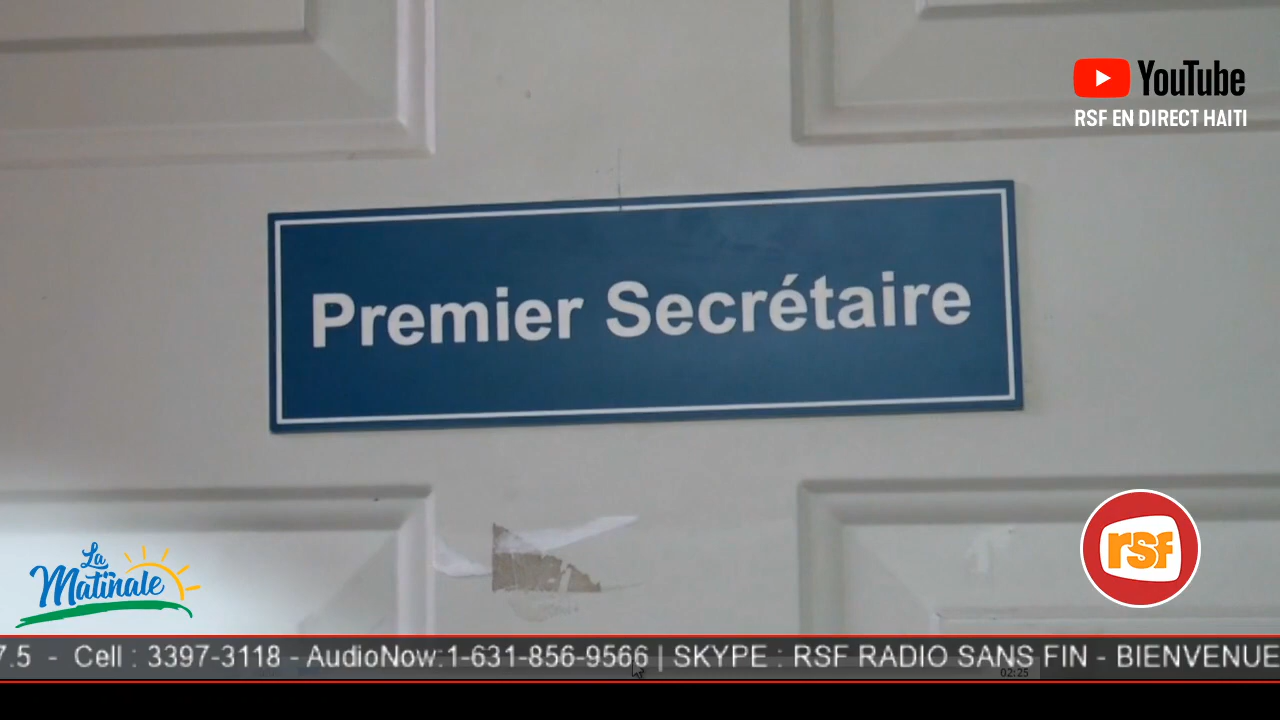 YouTube
RSF EN DIRECT HAITI
Premier Secrétaire
rsf
La
Matinale
7.5 - Cell : 3397-3118 - AudioNow:1-631-856-9566 | SKYPE : RSF RADIO SANS FIN - BIENVENUE
02:25